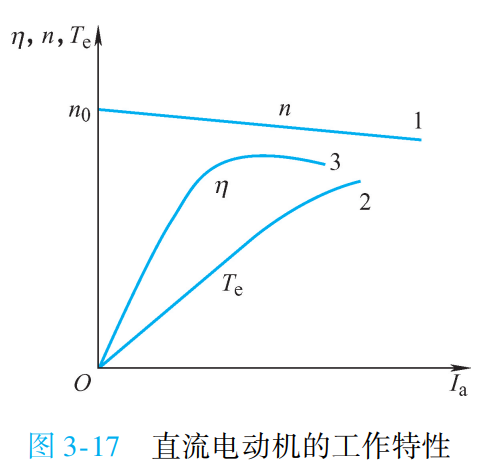 η, n, Tₑ
n₀
n
1
3
η
2
Tₑ
O
Iₐ
图 3-17 直流电动机的工作特性